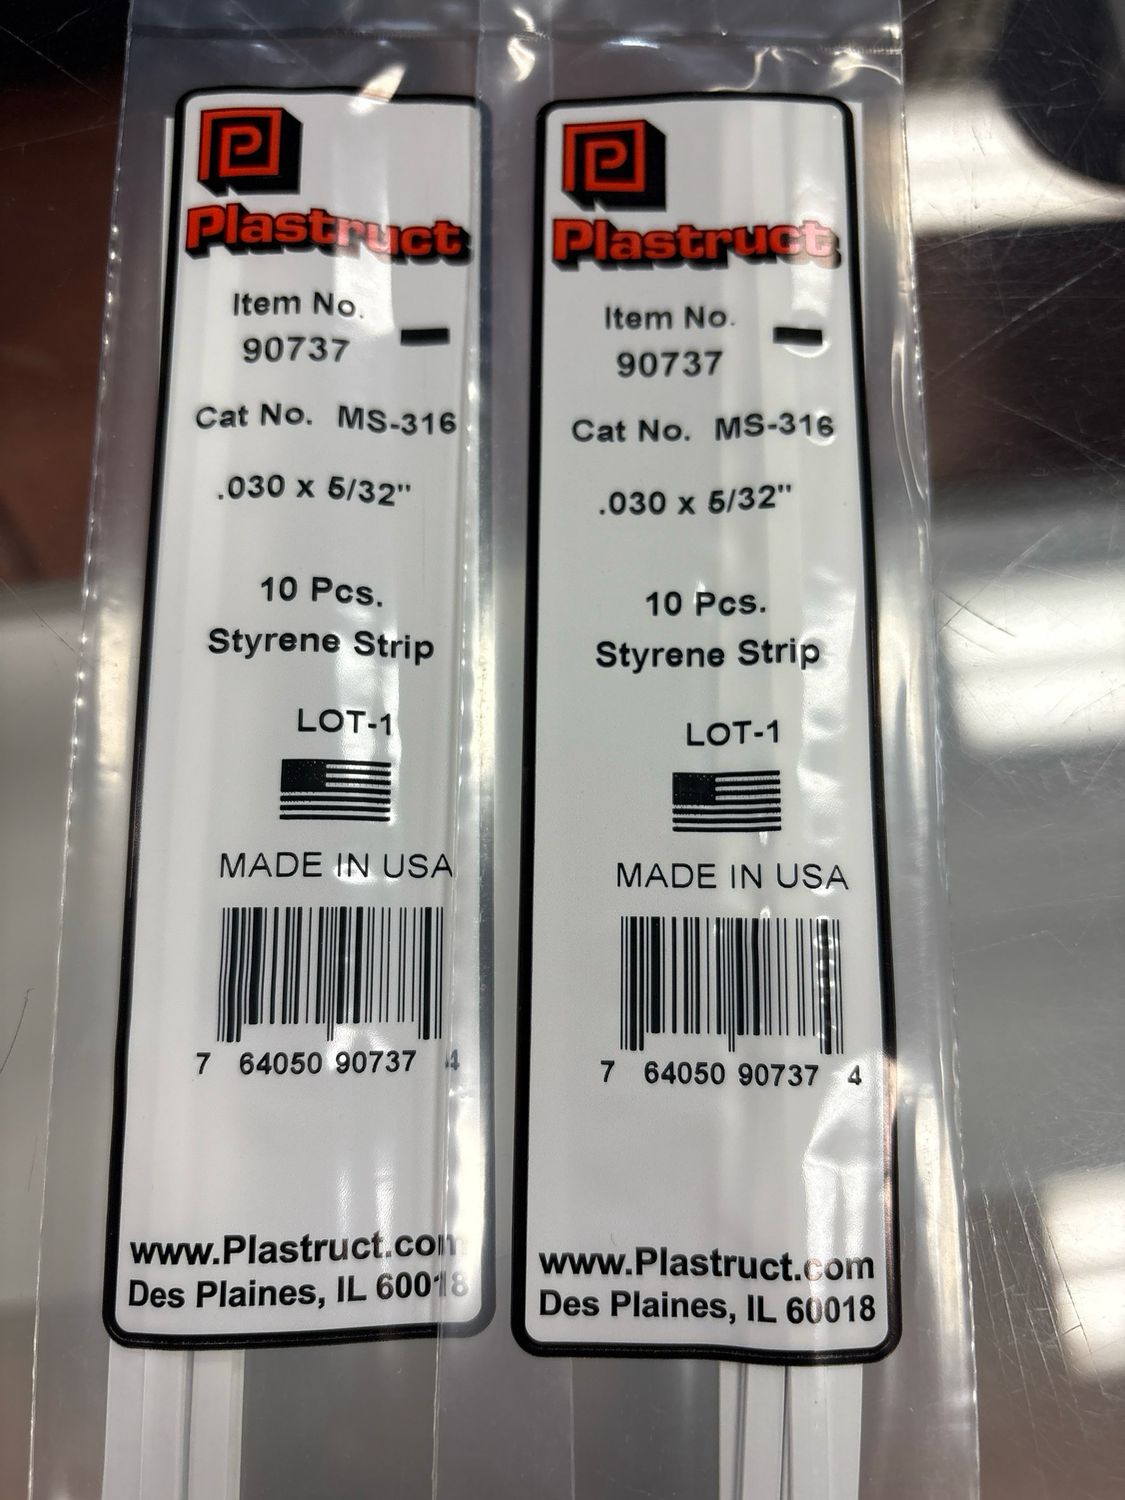 Plastruct
Item No.
90737
Cat No. MS-316
.030 x 5/32"
10 Pcs.
Styrene Strip
LOT-1
MADE IN USA
7 64050 90737 4
www.Plastruct.com
Des Plaines, IL 60018
Plastruct
Item No.
90737
Cat No. MS-316
.030 x 5/32"
10 Pcs.
Styrene Strip
LOT-1
MADE IN USA
7 64050 90737 4
www.Plastruct.com
Des Plaines, IL 60018